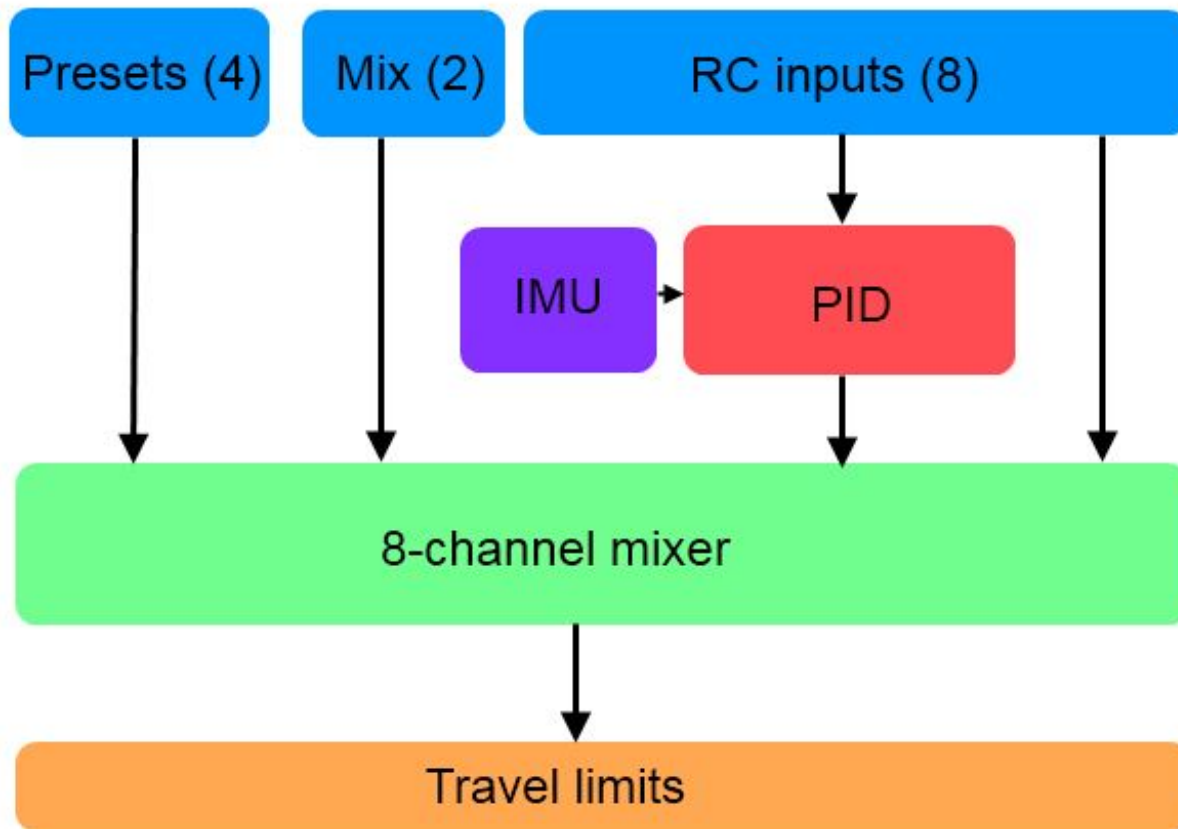 Presets (4)
Mix (2)
RC inputs (8)
IMU
PID
8-channel mixer
Travel limits